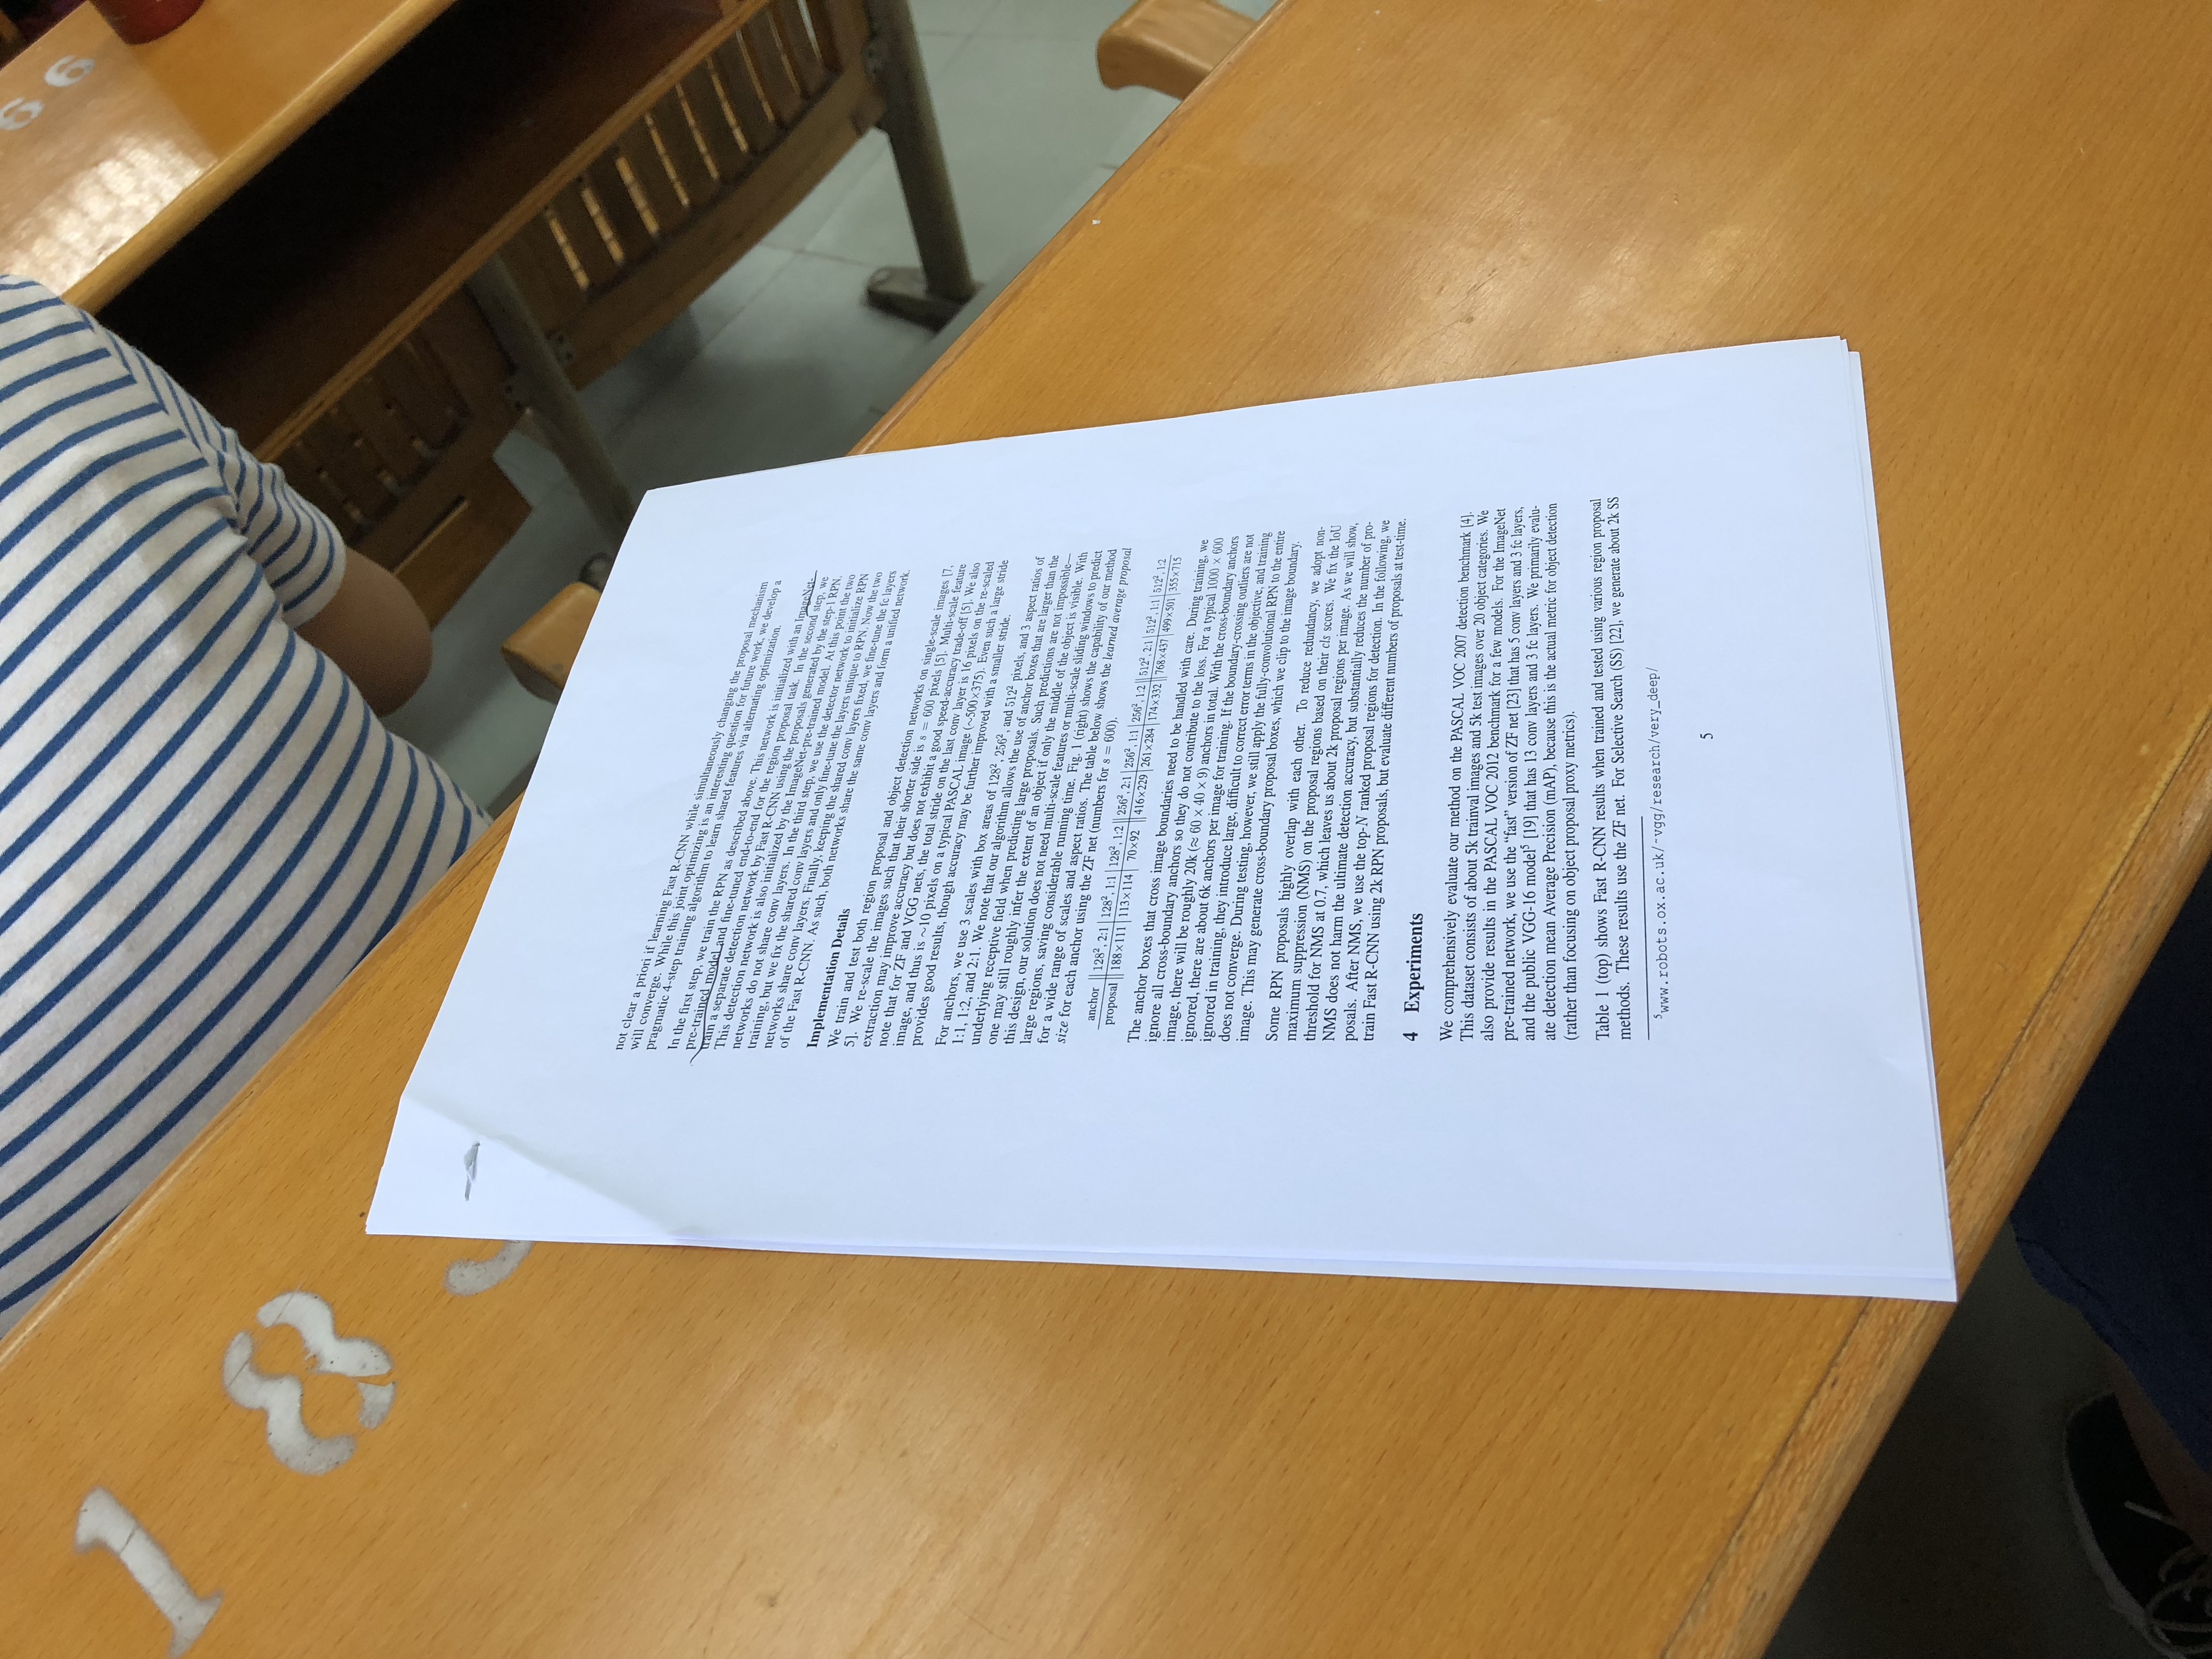 1 8
6 6
not clear a priori if learning Fast R-CNN while simultaneously changing the proposal mechanism
will converge. While this joint optimizing is an interesting question for future work, we develop a
pragmatic 4-step training algorithm to learn shared features via alternating optimization.
In the first step, we train the RPN as described above. This network is initialized with an ImageNet-
pre-trained model and fine-tuned end-to-end for the region proposal task. In the second step, we
train a separate detection network by Fast R-CNN using the proposals generated by the step-1 RPN.
This detection network is also initialized by the ImageNet-pre-trained model. At this point the two
networks do not share conv layers. In the third step, we use the detector network to initialize RPN
training, but we fix the shared conv layers and only fine-tune the layers unique to RPN. Now the two
networks share conv layers. Finally, keeping the shared conv layers fixed, we fine-tune the fc layers
of the Fast R-CNN. As such, both networks share the same conv layers and form a unified network.
Implementation Details
We train and test both region proposal and object detection networks on single-scale images [7,
5]. We re-scale the images such that their shorter side is s = 600 pixels [5]. Multi-scale feature
extraction may improve accuracy but does not exhibit a good speed-accuracy trade-off [5]. We also
note that for ZF and VGG nets, the total stride on the last conv layer is 16 pixels on the re-scaled
image, and thus is ∼10 pixels on a typical PASCAL image (∼500×375). Even such a large stride
provides good results, though accuracy may be further improved with a smaller stride.
For anchors, we use 3 scales with box areas of 128², 256², and 512² pixels, and 3 aspect ratios of
1:1, 1:2, and 2:1. We note that our algorithm allows the use of anchor boxes that are larger than the
underlying receptive field when predicting large proposals. Such predictions are not impossible—
one may still roughly infer the extent of an object if only the middle of the object is visible. With
this design, our solution does not need multi-scale features or multi-scale sliding windows to predict
large regions, saving considerable running time. Fig. 1 (right) shows the capability of our method
for a wide range of scales and aspect ratios. The table below shows the learned average proposal
size for each anchor using the ZF net (numbers for s = 600).
anchor 128², 2:1 128², 1:1 128², 1:2 256², 2:1 256², 1:1 256², 1:2 512², 2:1 512², 1:1 512², 1:2
proposal 188×111 113×114 70×92 416×229 261×284 174×332 768×437 499×501 355×715
The anchor boxes that cross image boundaries need to be handled with care. During training, we
ignore all cross-boundary anchors so they do not contribute to the loss. For a typical 1000 × 600
image, there will be roughly 20k (≈ 60 × 40 × 9) anchors in total. With the cross-boundary anchors
ignored, there are about 6k anchors per image for training. If the boundary-crossing outliers are not
ignored in training, they introduce large, difficult to correct error terms in the objective, and training
does not converge. During testing, however, we still apply the fully-convolutional RPN to the entire
image. This may generate cross-boundary proposal boxes, which we clip to the image boundary.
Some RPN proposals highly overlap with each other. To reduce redundancy, we adopt non-
maximum suppression (NMS) on the proposal regions based on their cls scores. We fix the IoU
threshold for NMS at 0.7, which leaves us about 2k proposal regions per image. As we will show,
NMS does not harm the ultimate detection accuracy, but substantially reduces the number of pro-
posals. After NMS, we use the top-N ranked proposal regions for detection. In the following, we
train Fast R-CNN using 2k RPN proposals, but evaluate different numbers of proposals at test-time.
4 Experiments
We comprehensively evaluate our method on the PASCAL VOC 2007 detection benchmark [4].
This dataset consists of about 5k trainval images and 5k test images over 20 object categories. We
also provide results in the PASCAL VOC 2012 benchmark for a few models. For the ImageNet
pre-trained network, we use the “fast” version of ZF net [23] that has 5 conv layers and 3 fc layers,
and the public VGG-16 model⁵ [19] that has 13 conv layers and 3 fc layers. We primarily evalu-
ate detection mean Average Precision (mAP), because this is the actual metric for object detection
(rather than focusing on object proposal proxy metrics).
Table 1 (top) shows Fast R-CNN results when trained and tested using various region proposal
methods. These results use the ZF net. For Selective Search (SS) [22], we generate about 2k SS
⁵www.robots.ox.ac.uk/~vgg/research/very_deep/
5